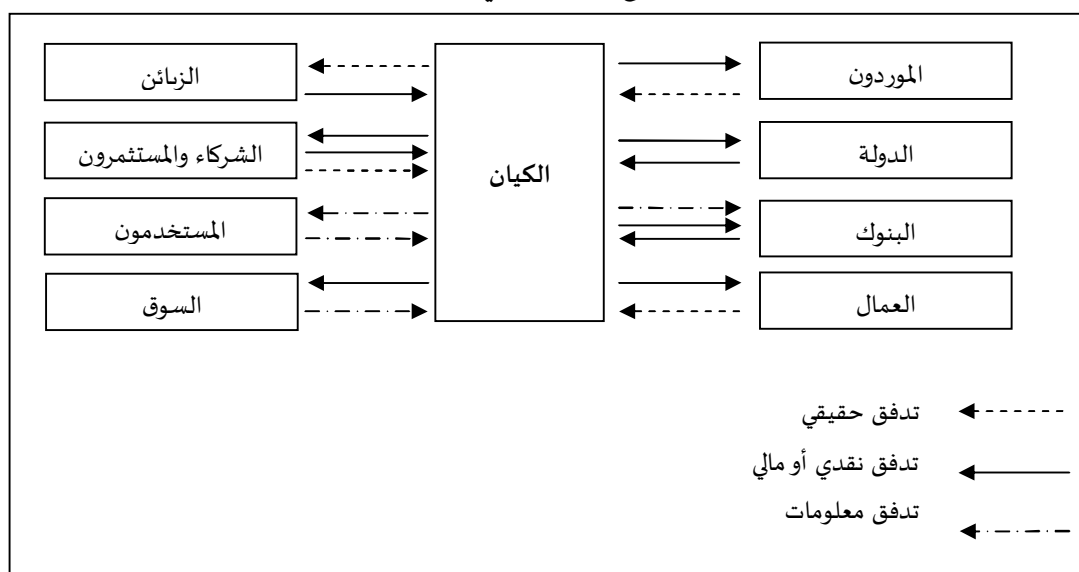 الموردون
الزبائن
الدولة
الشركاء والمستثمرون
الكيان
البنوك
المستخدمون
العمال
السوق
تدفق حقيقي
تدفق نقدي أو مالي
تدفق معلومات